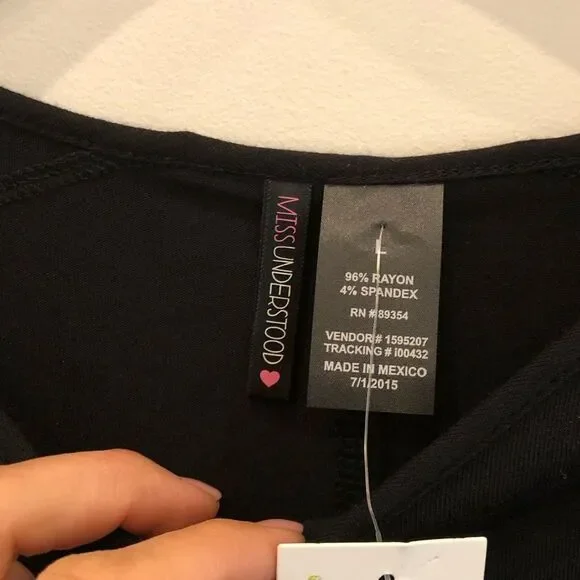 MISS UNDERSTOOD
L
96% RAYON
4% SPANDEX
RN # 89354
VENDOR# 1595207
TRACKING # i00432
MADE IN MEXICO
7/1/2015